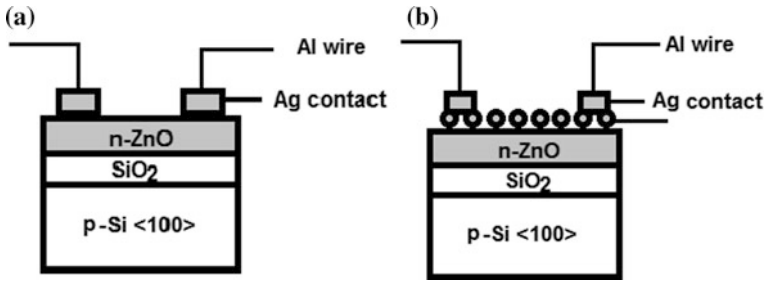 (a)
Al wire
Ag contact
n-ZnO
SiO2
p-Si <100>
(b)
Al wire
Ag contact
n-ZnO
SiO2
p-Si <100>